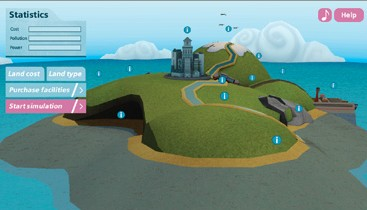 Statistics
Help
Cost
Pollution
Power
Land cost
Land type
Purchase facilities
Start simulation